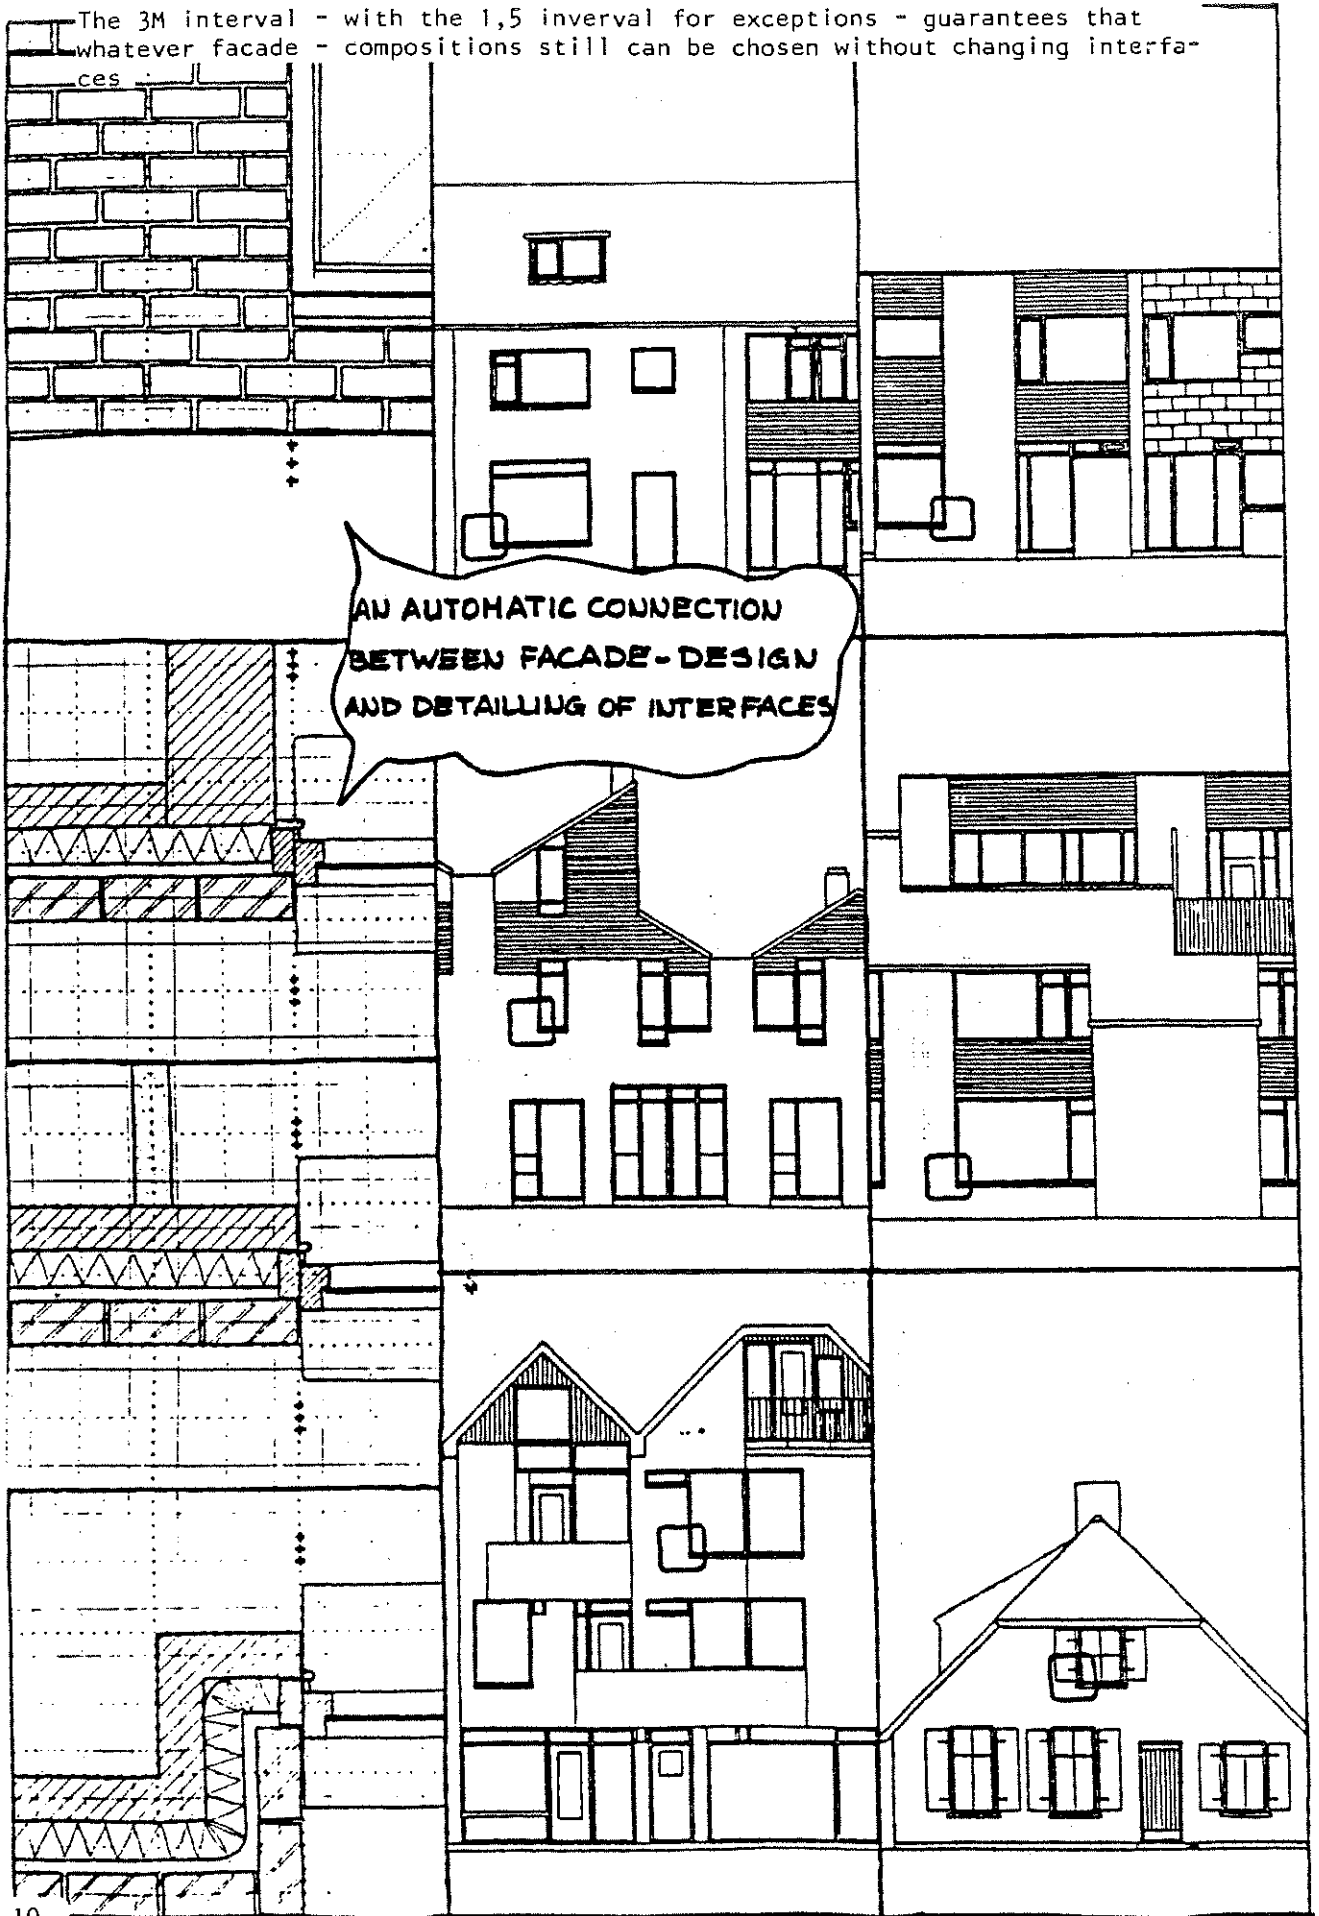 The 3M interval - with the 1,5 inverval for exceptions - guarantees that
whatever facade - compositions still can be chosen without changing interfa-
ces
AN AUTOMATIC CONNECTION
BETWEEN FACADE-DESIGN
AND DETAILLING OF INTERFACES
10